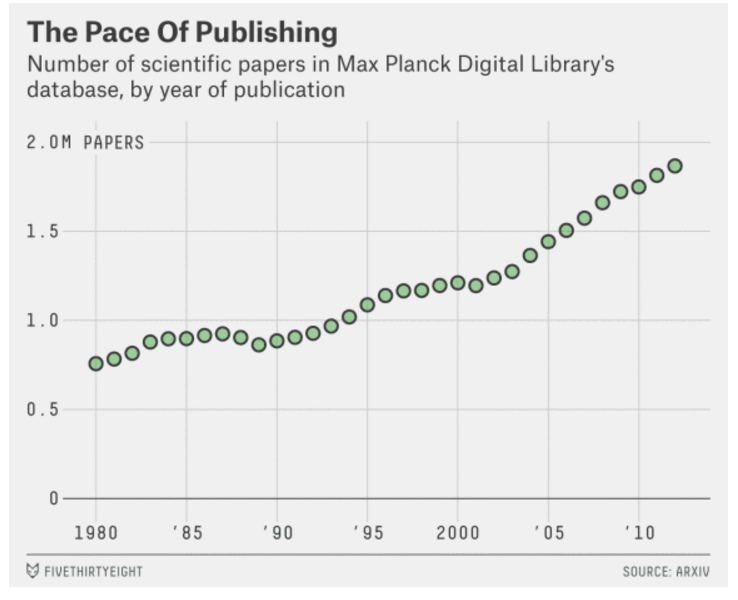 The Pace Of Publishing
Number of scientific papers in Max Planck Digital Library's
database, by year of publication
2.0M PAPERS
1.5
1.0
0.5
0
1980 '85 '90 '95 2000 '05 '10
FIVETHIRTYEIGHT SOURCE: ARXIV